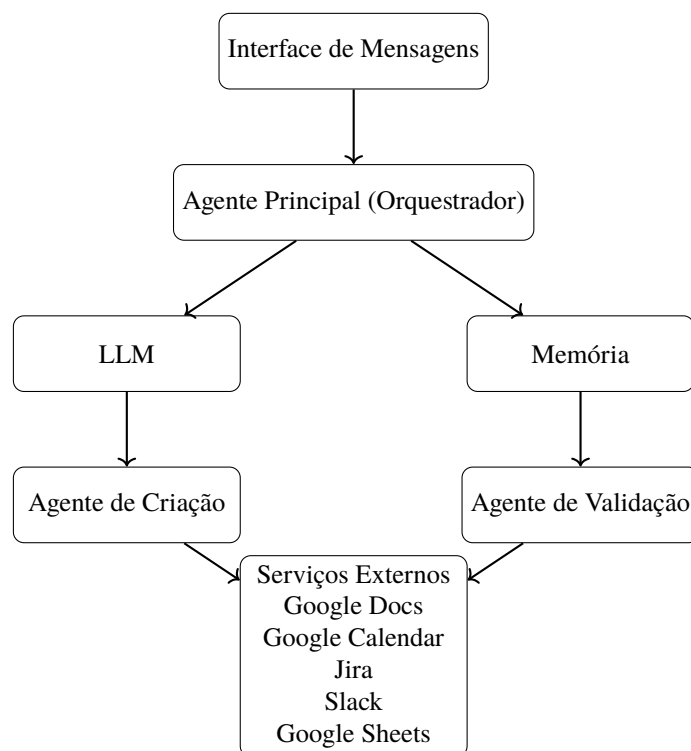 Interface de Mensagens
Agente Principal (Orquestrador)
LLM
Memória
Agente de Criação
Agente de Validação
Serviços Externos
Google Docs
Google Calendar
Jira
Slack
Google Sheets